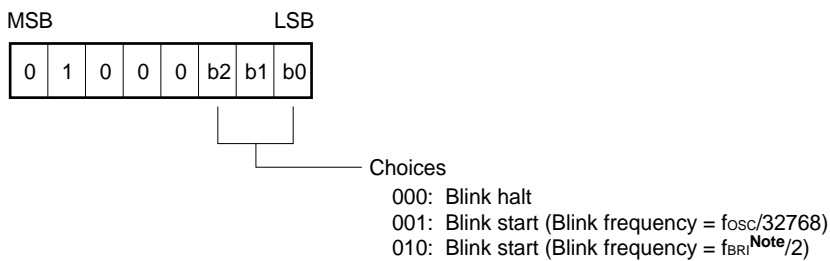 MSB LSB
0 1 0 0 0 b2 b1 b0
Choices
000: Blink halt
001: Blink start (Blink frequency = fOSC/32768)
010: Blink start (Blink frequency = fBRINote/2)